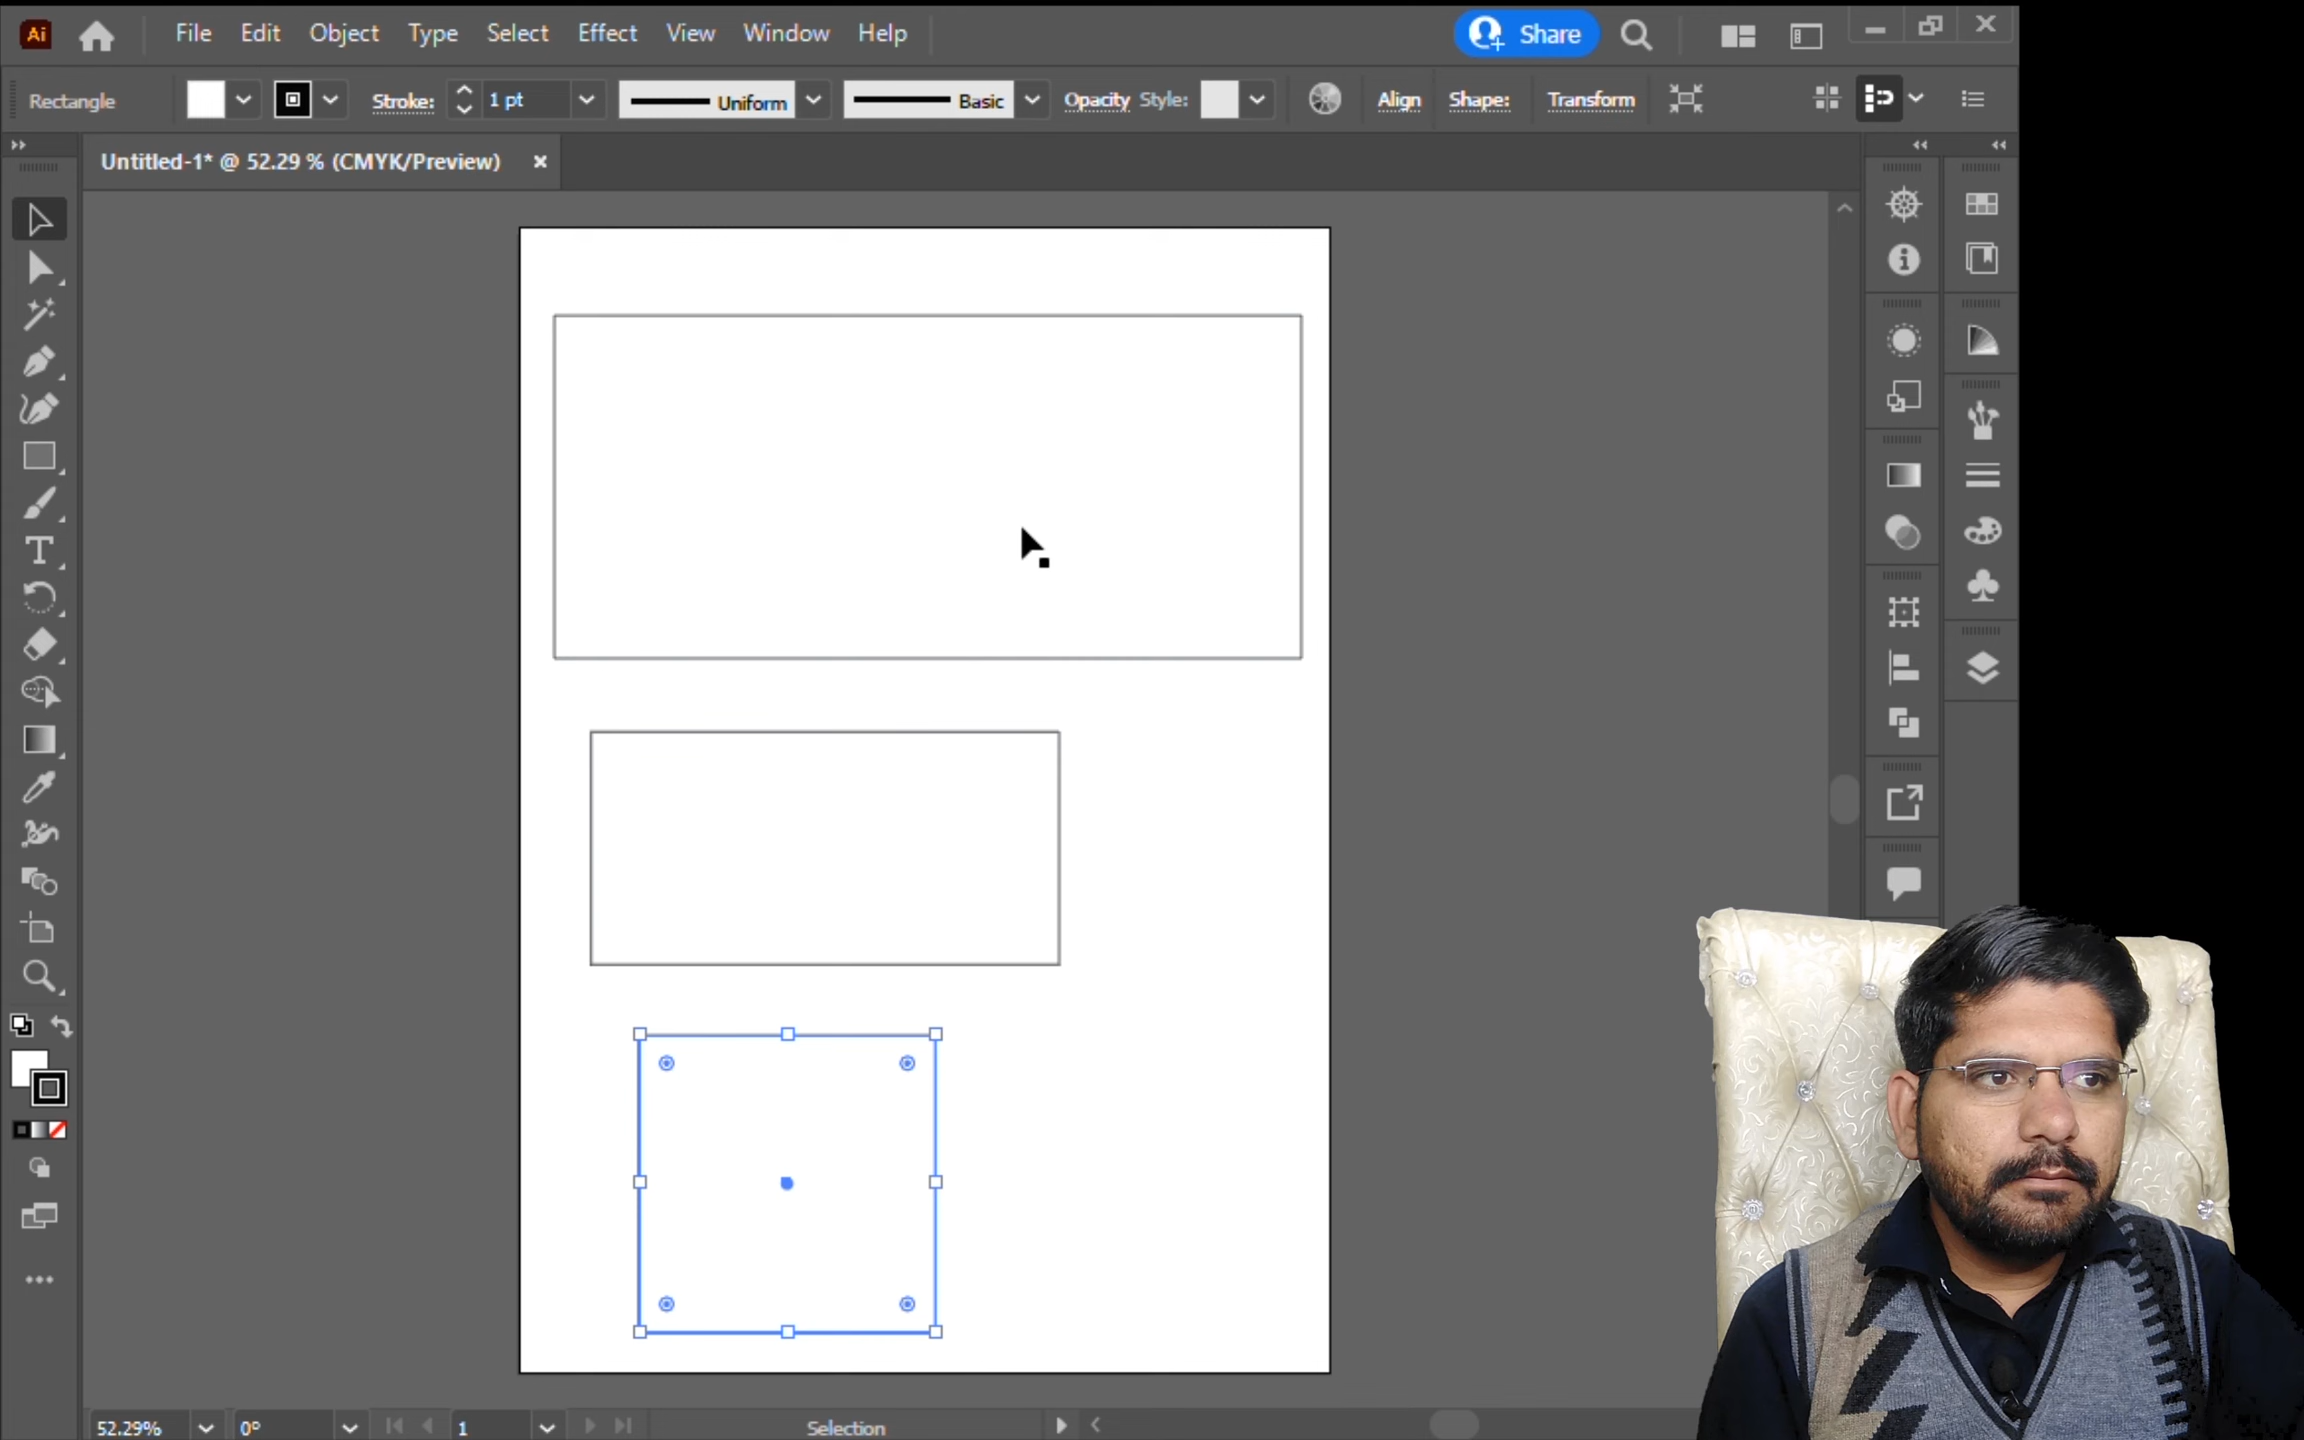 Ai File Edit Object Type Select Effect View Window Help Share
Rectangle Stroke: 1 pt Uniform Basic Opacity Style: Align Shape: Transform
Untitled-1* @ 52.29 % (CMYK/Preview)
52.29% 0° 1 Selection